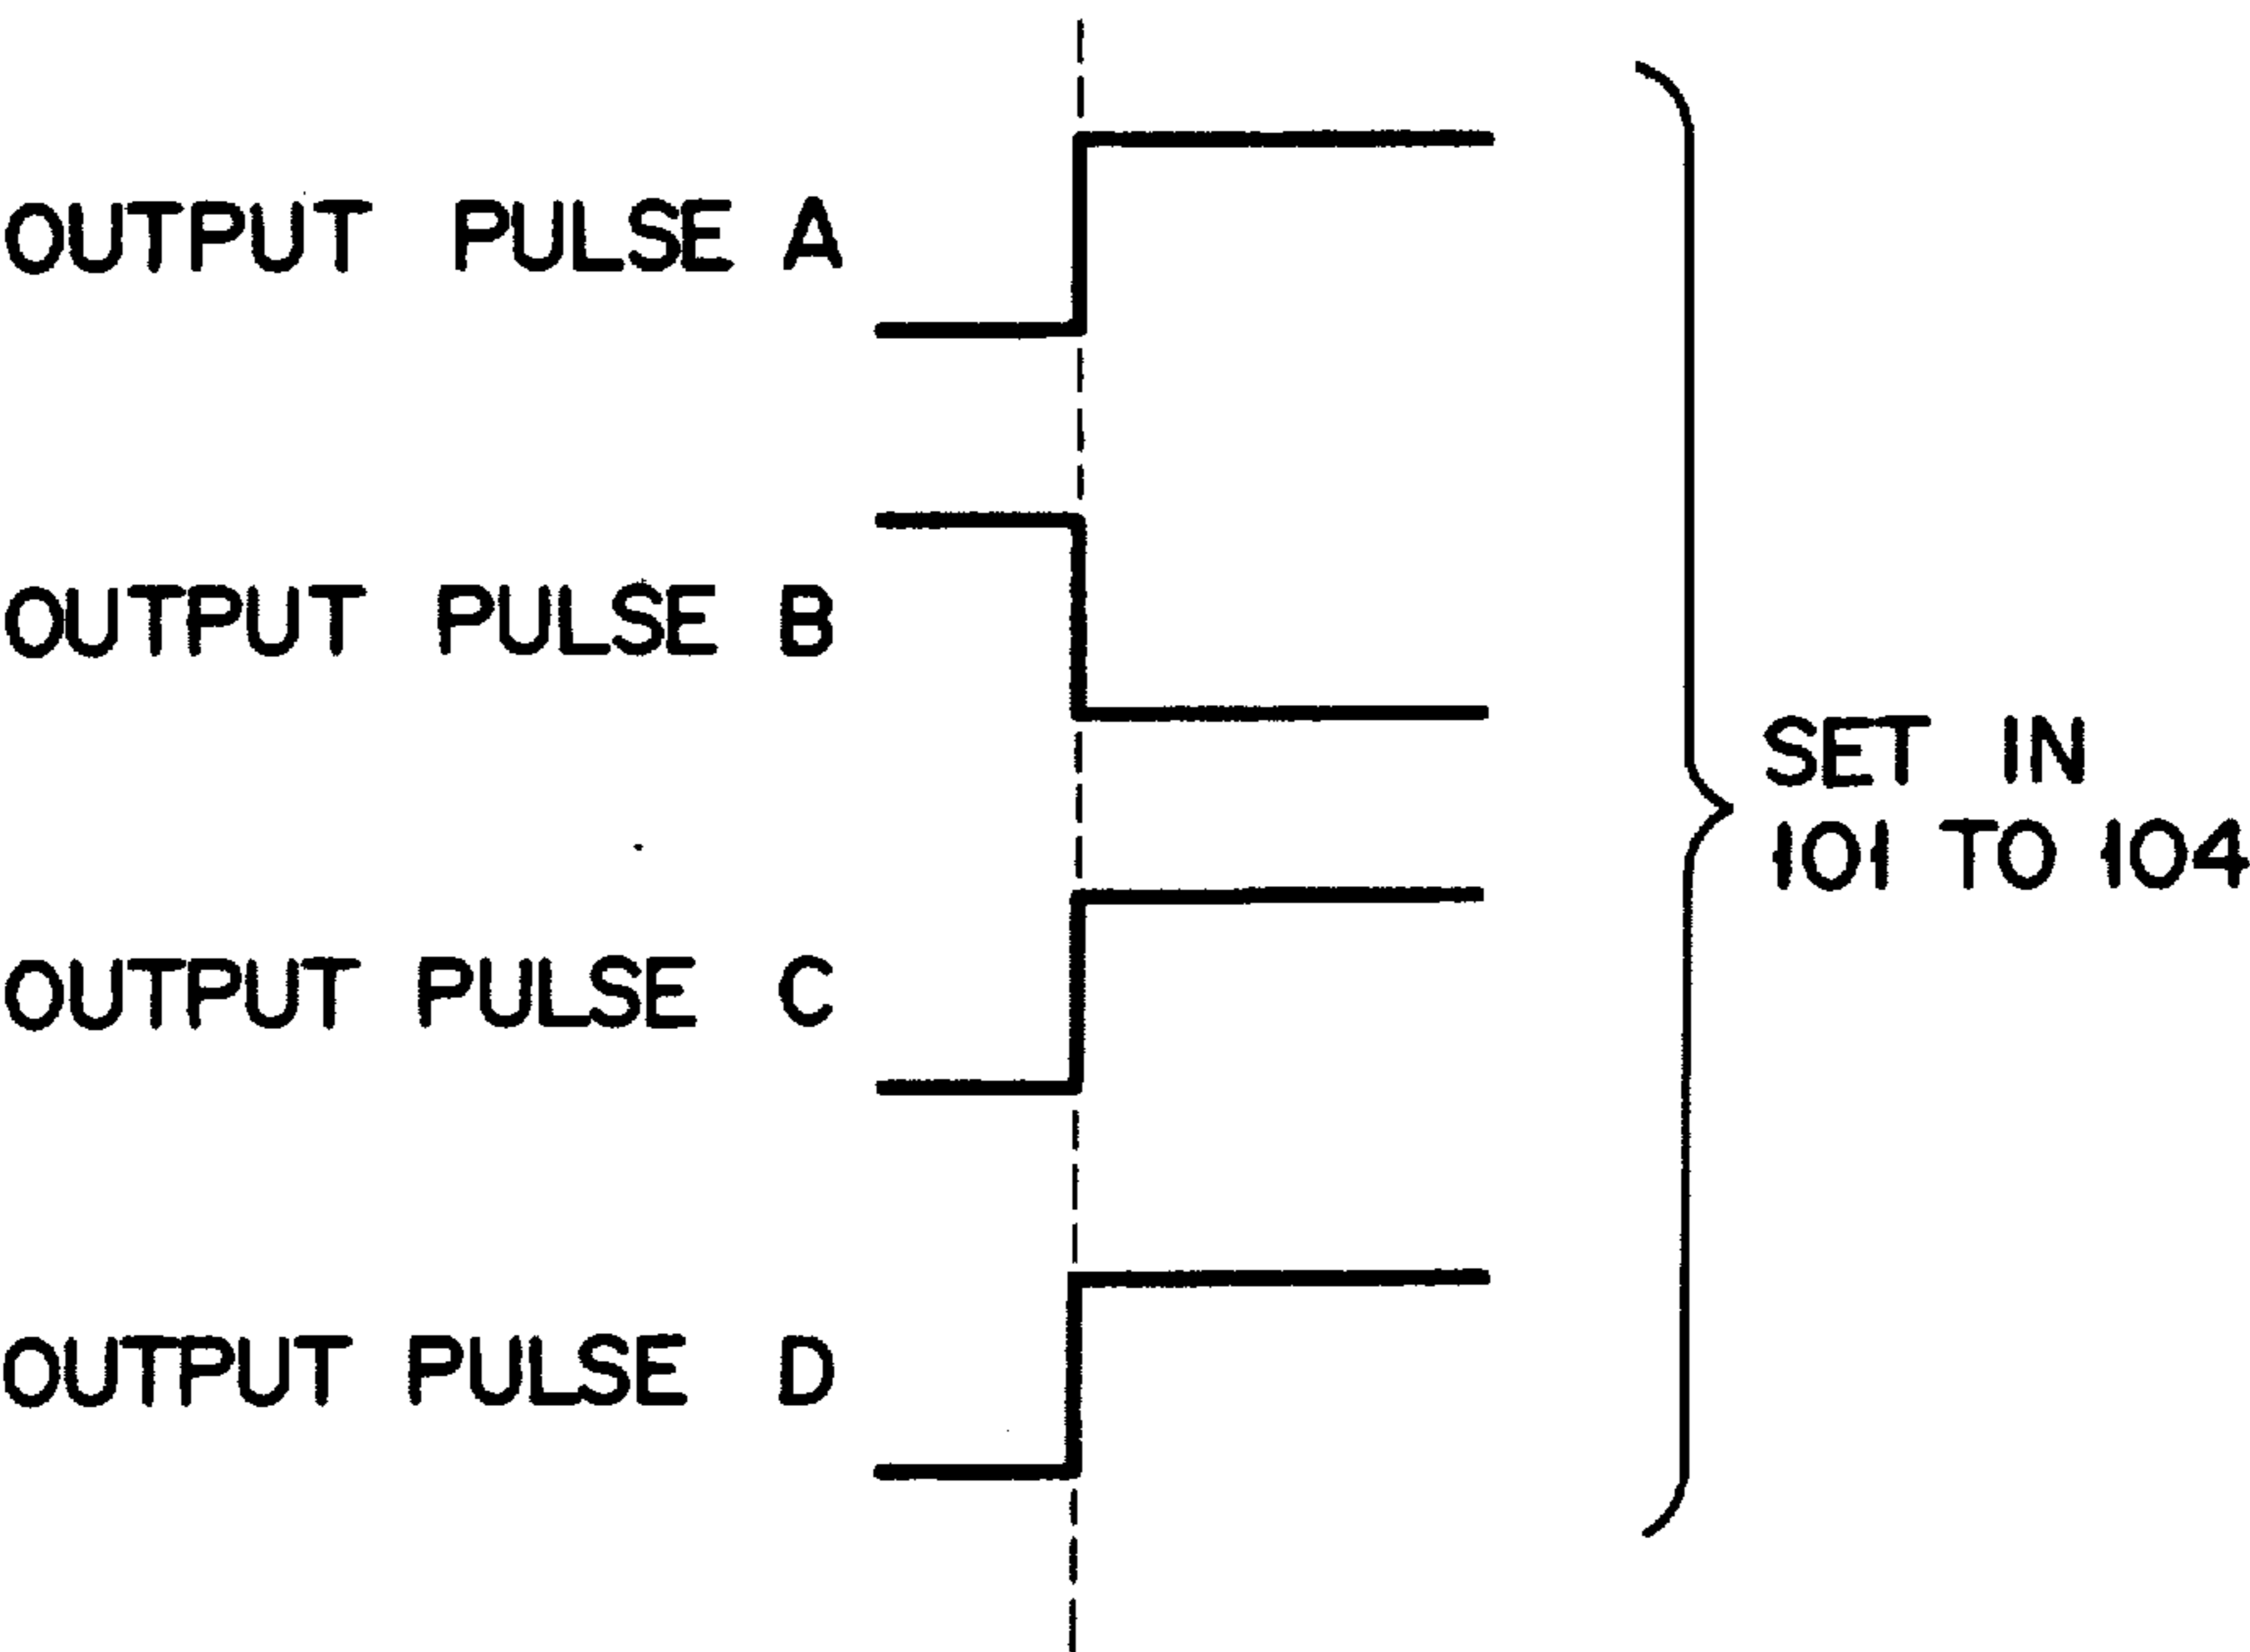 OUTPUT PULSE A
OUTPUT PULSE B
SET IN
101 TO 104
OUTPUT PULSE C
OUTPUT PULSE D